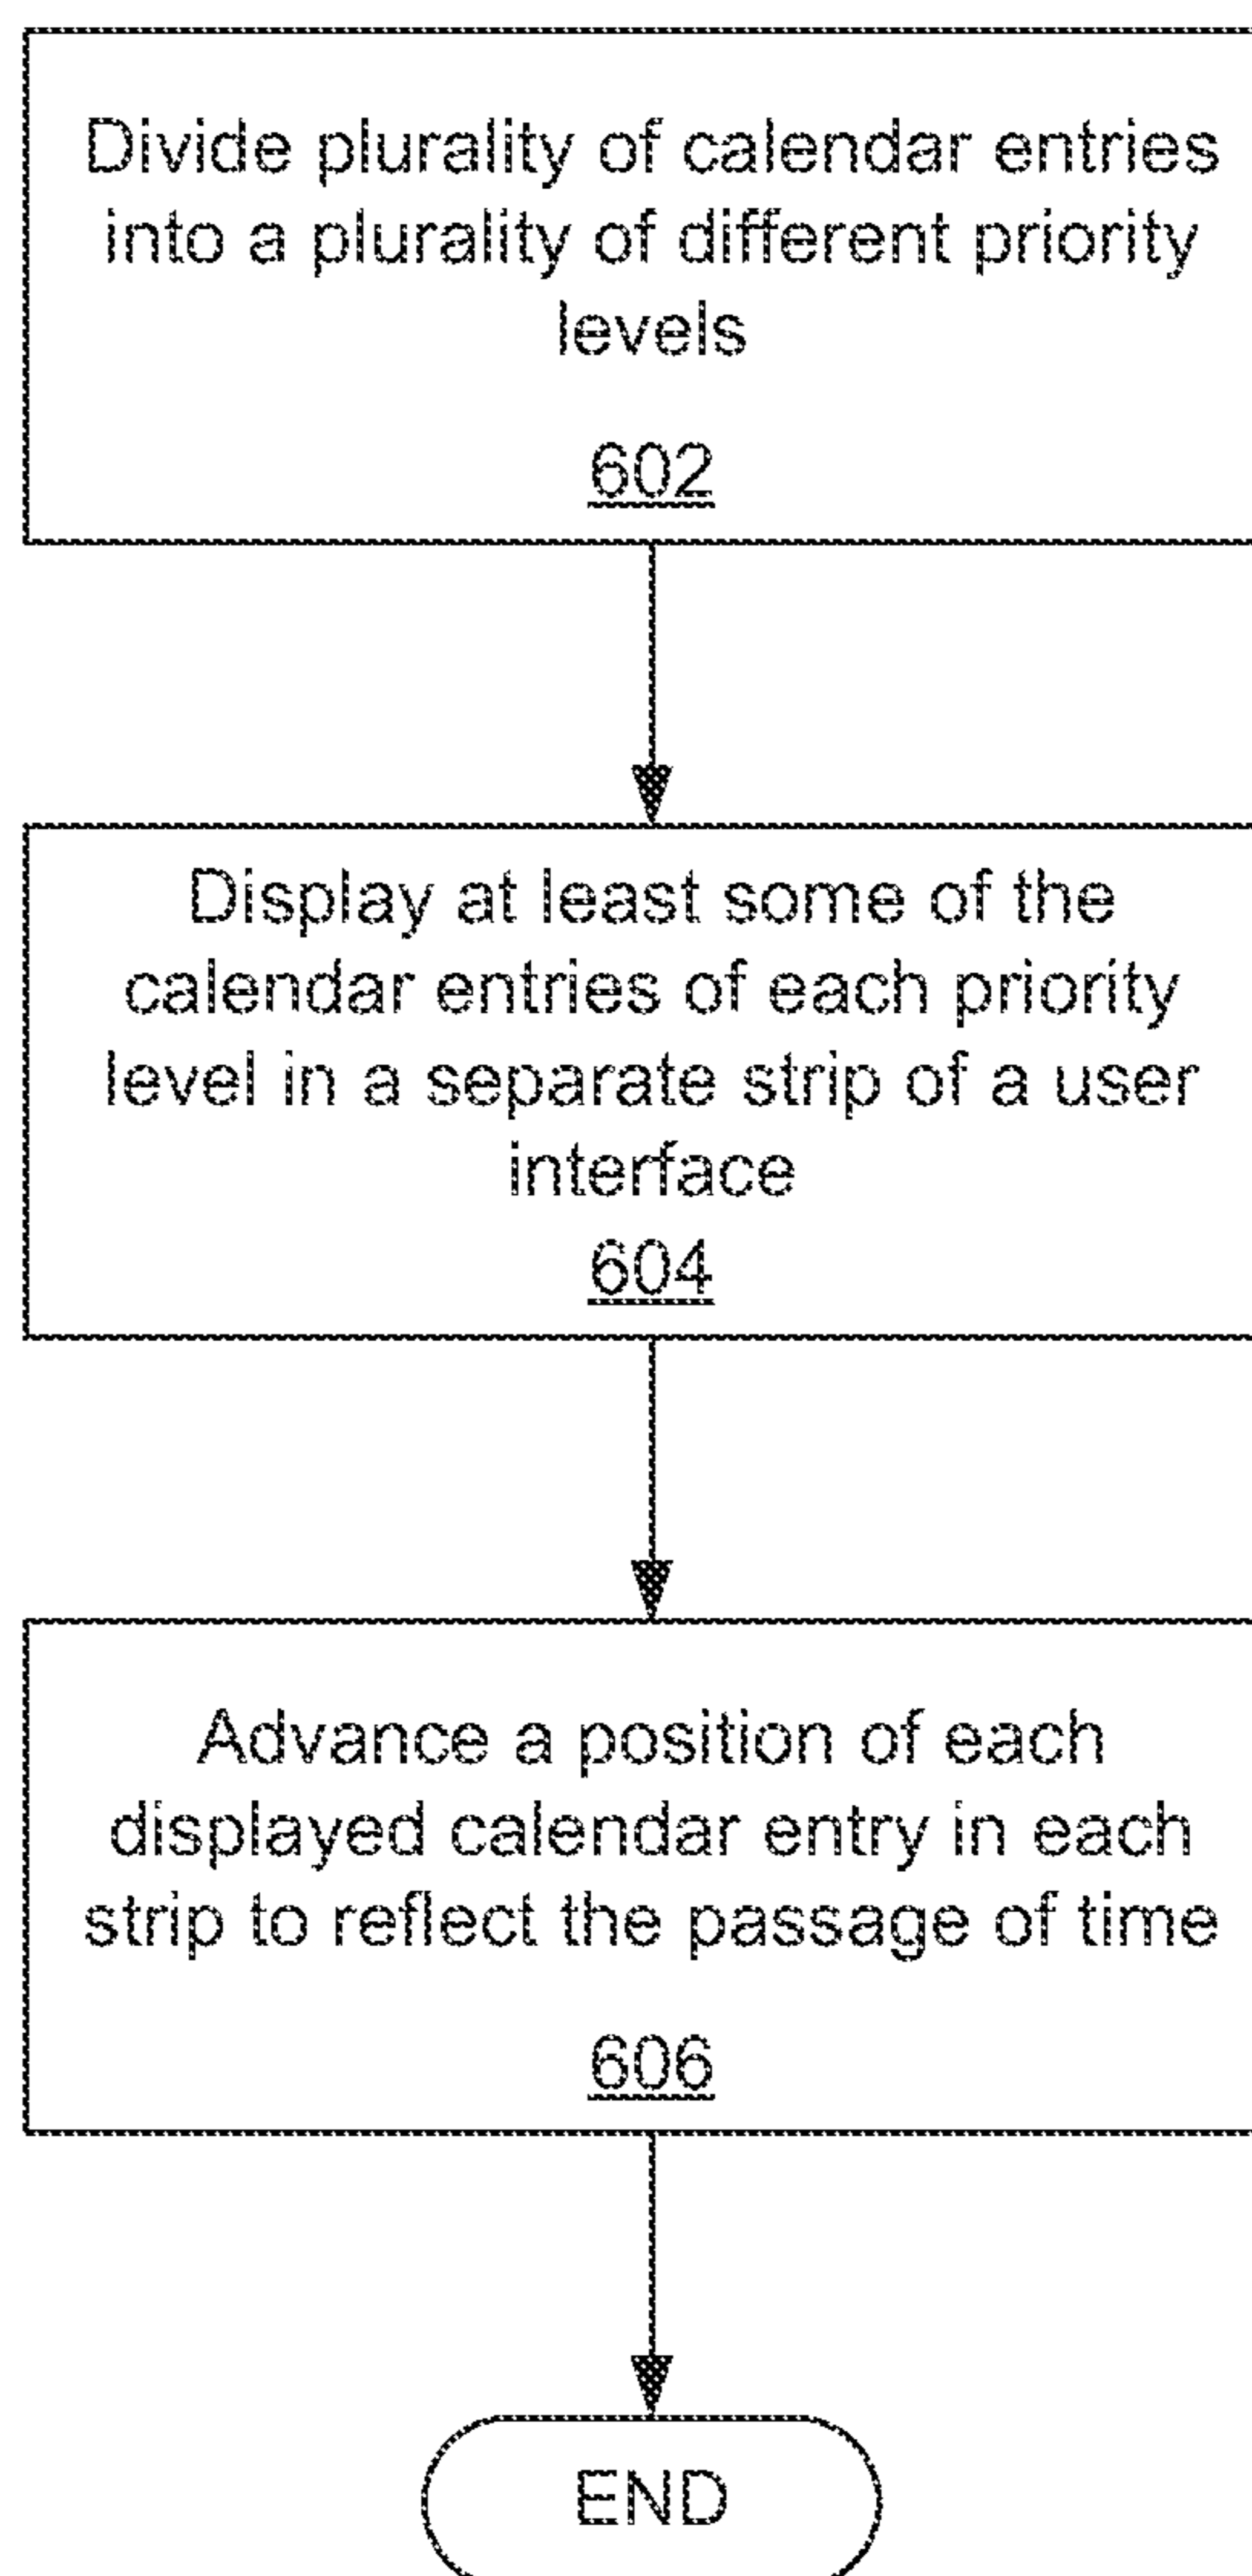 Divide plurality of calendar entries
into a plurality of different priority
levels
602
Display at least some of the
calendar entries of each priority
level in a separate strip of a user
interface
604
Advance a position of each
displayed calendar entry in each
strip to reflect the passage of time
606
END